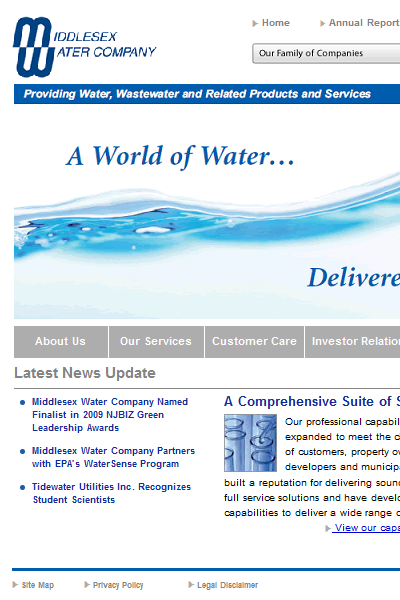 MIDDLESEX
WATER COMPANY
Home
Annual Report
Our Family of Companies
Providing Water, Wastewater and Related Products and Services
A World of Water...
Delivere
About Us
Our Services
Customer Care
Investor Relation
Latest News Update
Middlesex Water Company Named
Finalist in 2009 NJBIZ Green
Leadership Awards
Middlesex Water Company Partners
with EPA's WaterSense Program
Tidewater Utilities Inc. Recognizes
Student Scientists
A Comprehensive Suite of S
Our professional capabil
expanded to meet the c
of customers, property ov
developers and municipa
built a reputation for delivering soun
full service solutions and have develo
capabilities to deliver a wide range o
View our capa
Site Map
Privacy Policy
Legal Disclaimer